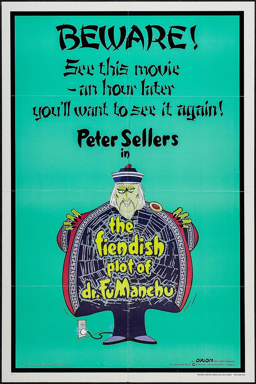 BEWARE!
See this movie
-an hour later
you'll want to see it again!
Peter Sellers
in
the
fiendish
plot of
dr. Fu Manchu
ORION